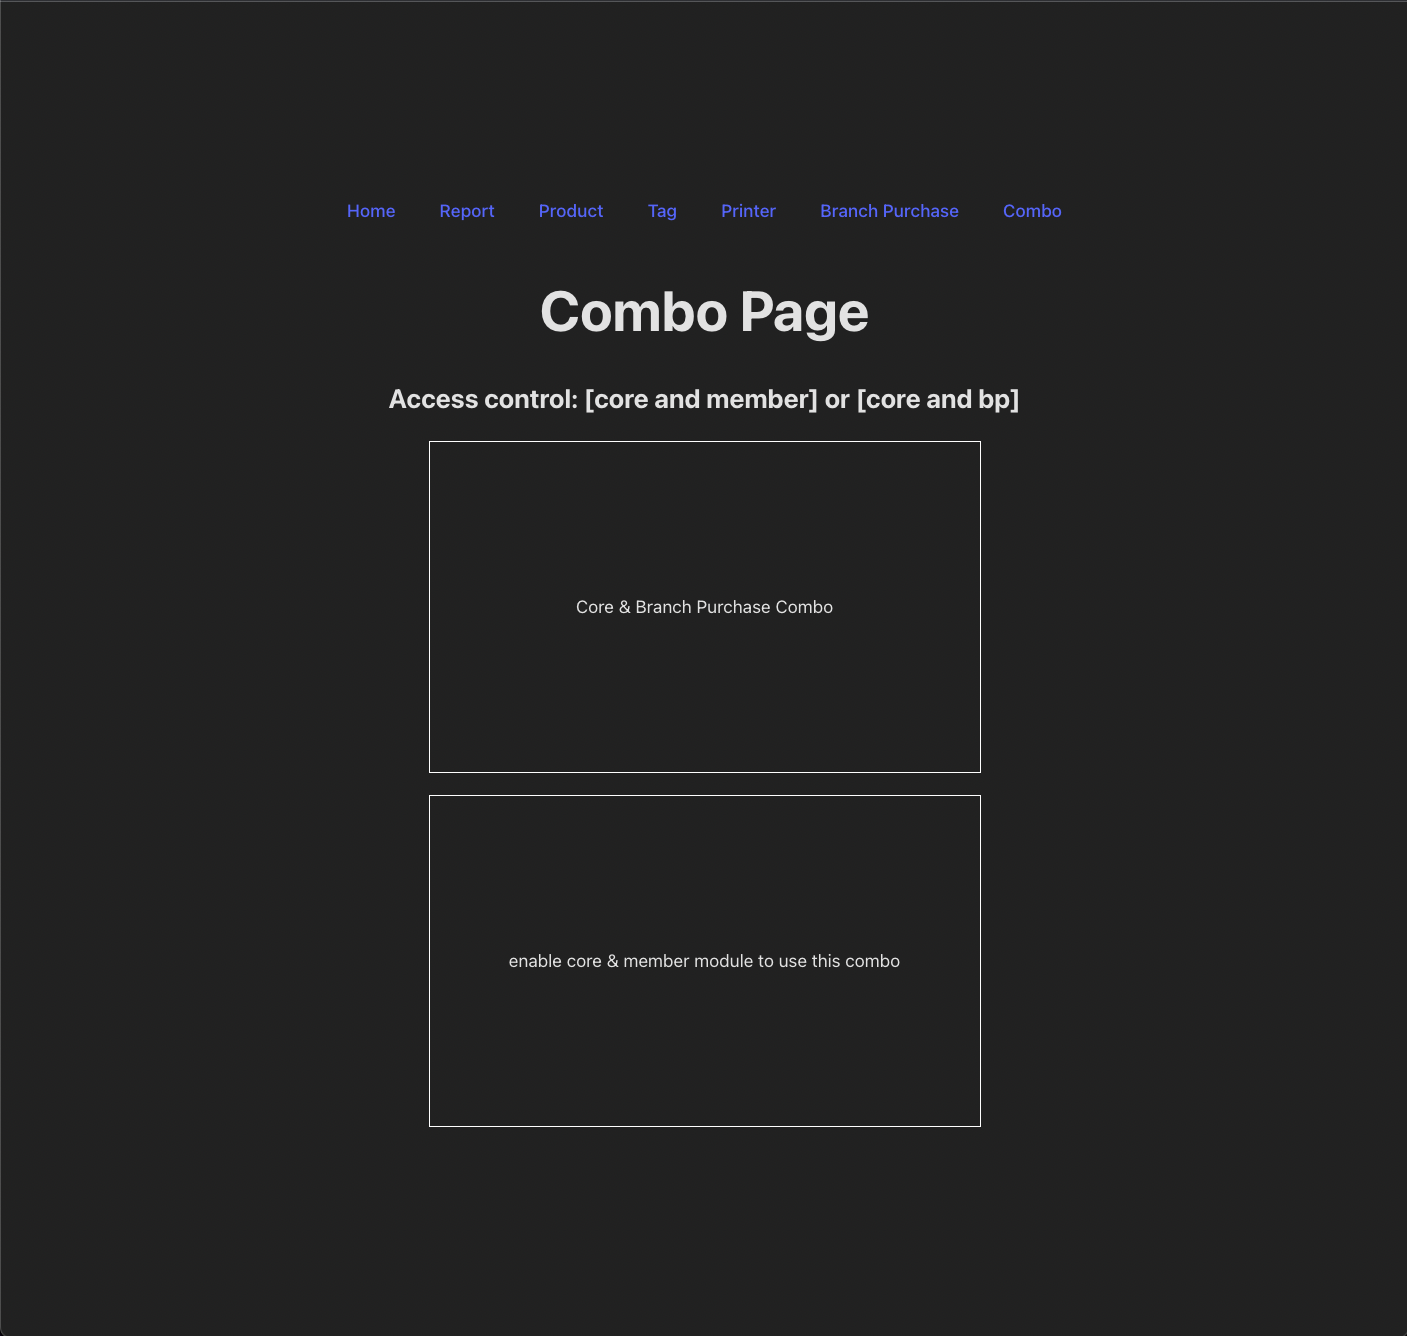 Home Report Product Tag Printer Branch Purchase Combo
Combo Page
Access control: [core and member] or [core and bp]
Core & Branch Purchase Combo
enable core & member module to use this combo